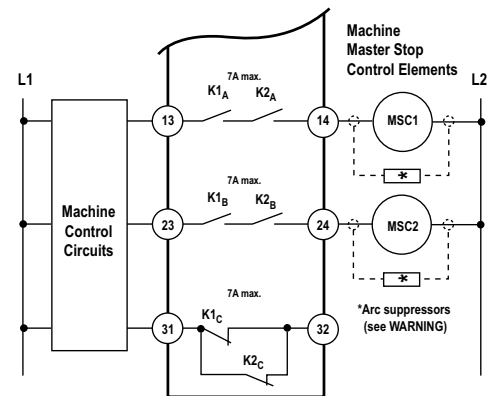 Machine
Master Stop
Control Elements
L1
L2
7A max.
K1A
K2A
13
14
MSC1
*
7A max.
K1B
K2B
Machine
Control
Circuits
23
24
MSC2
*
7A max.
*Arc suppressors
(see WARNING)
K1C
31
32
K2C